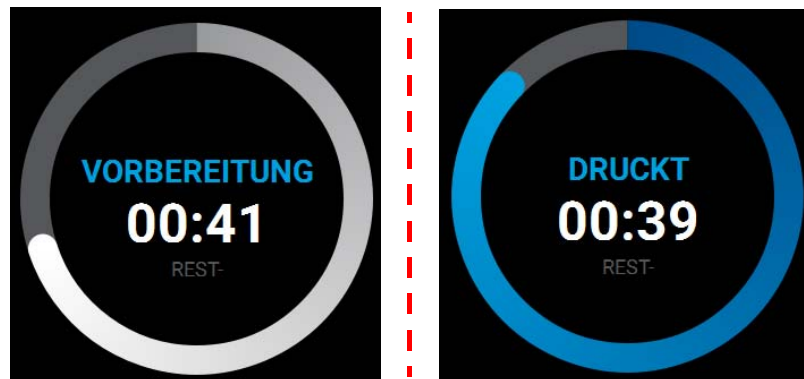 VORBEREITUNG
00:41
REST-
DRUCKT
00:39
REST-